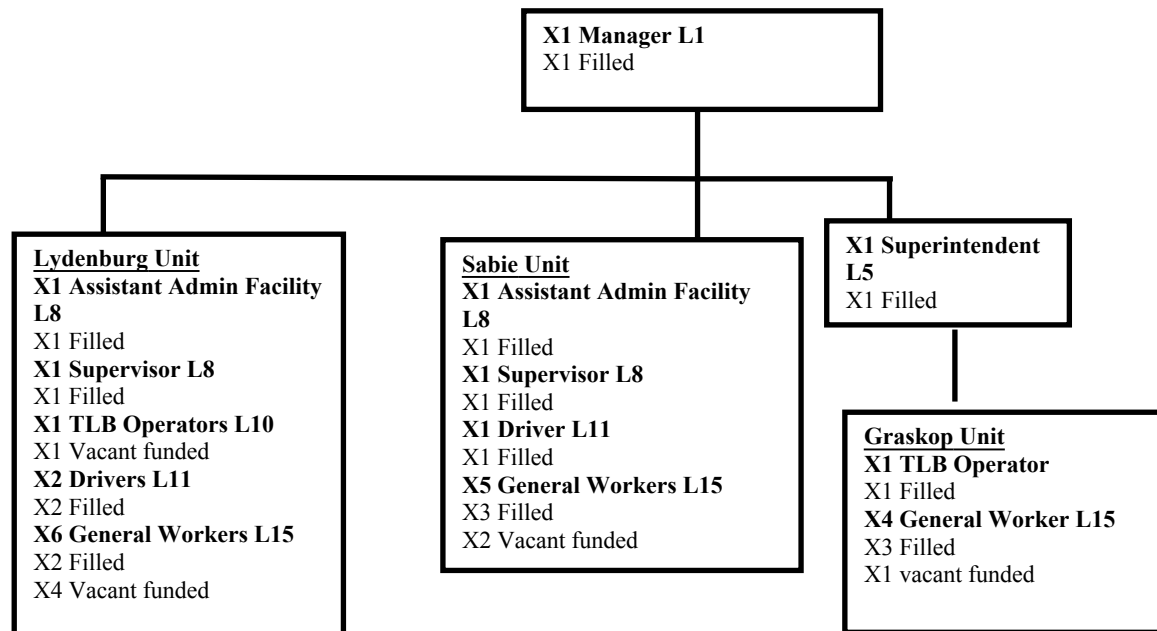 X1 Manager L1
X1 Filled
Lydenburg Unit
X1 Assistant Admin Facility
L8
X1 Filled
X1 Supervisor L8
X1 Filled
X1 TLB Operators L10
X1 Vacant funded
X2 Drivers L11
X2 Filled
X6 General Workers L15
X2 Filled
X4 Vacant funded
Sabie Unit
X1 Assistant Admin Facility
L8
X1 Filled
X1 Supervisor L8
X1 Filled
X1 Driver L11
X1 Filled
X5 General Workers L15
X3 Filled
X2 Vacant funded
X1 Superintendent
L5
X1 Filled
Graskop Unit
X1 TLB Operator
X1 Filled
X4 General Worker L15
X3 Filled
X1 vacant funded